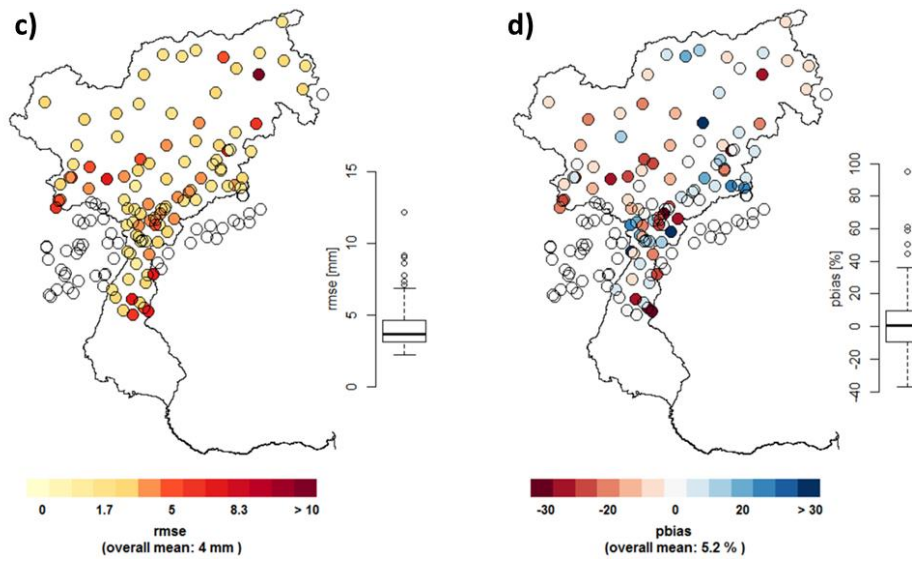 c)
15
10
5
0
rmse [mm]
0 1.7 5 8.3 > 10
rmse
(overall mean: 4 mm )
d)
100
80
60
40
20
0
-20
-40
pbias [%]
-30 -20 0 20 > 30
pbias
(overall mean: 5.2 % )